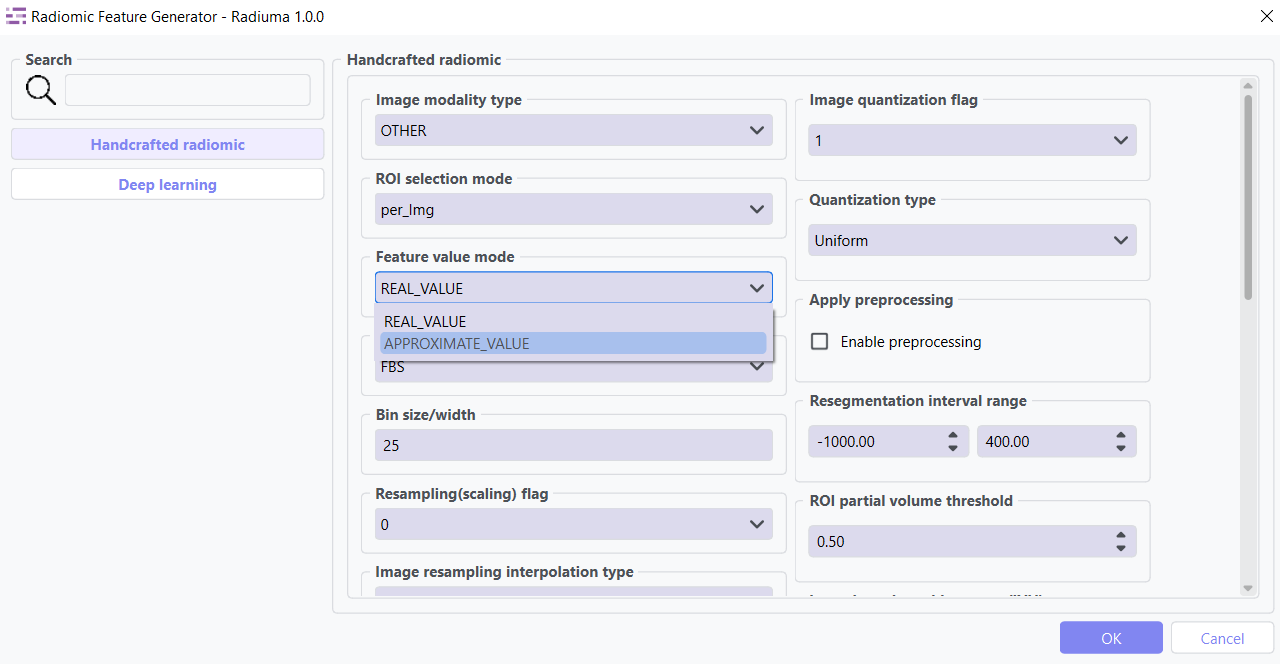 Radiomic Feature Generator - Radiuma 1.0.0
Search
Handcrafted radiomic
Deep learning
Handcrafted radiomic
Image modality type
OTHER
ROI selection mode
per_Img
Feature value mode
REAL_VALUE
REAL_VALUE
APPROXIMATE_VALUE
FBS
Bin size/width
25
Resampling(scaling) flag
0
Image resampling interpolation type
Image quantization flag
1
Quantization type
Uniform
Apply preprocessing
Enable preprocessing
Resegmentation interval range
-1000.00 400.00
ROI partial volume threshold
0.50
OK Cancel